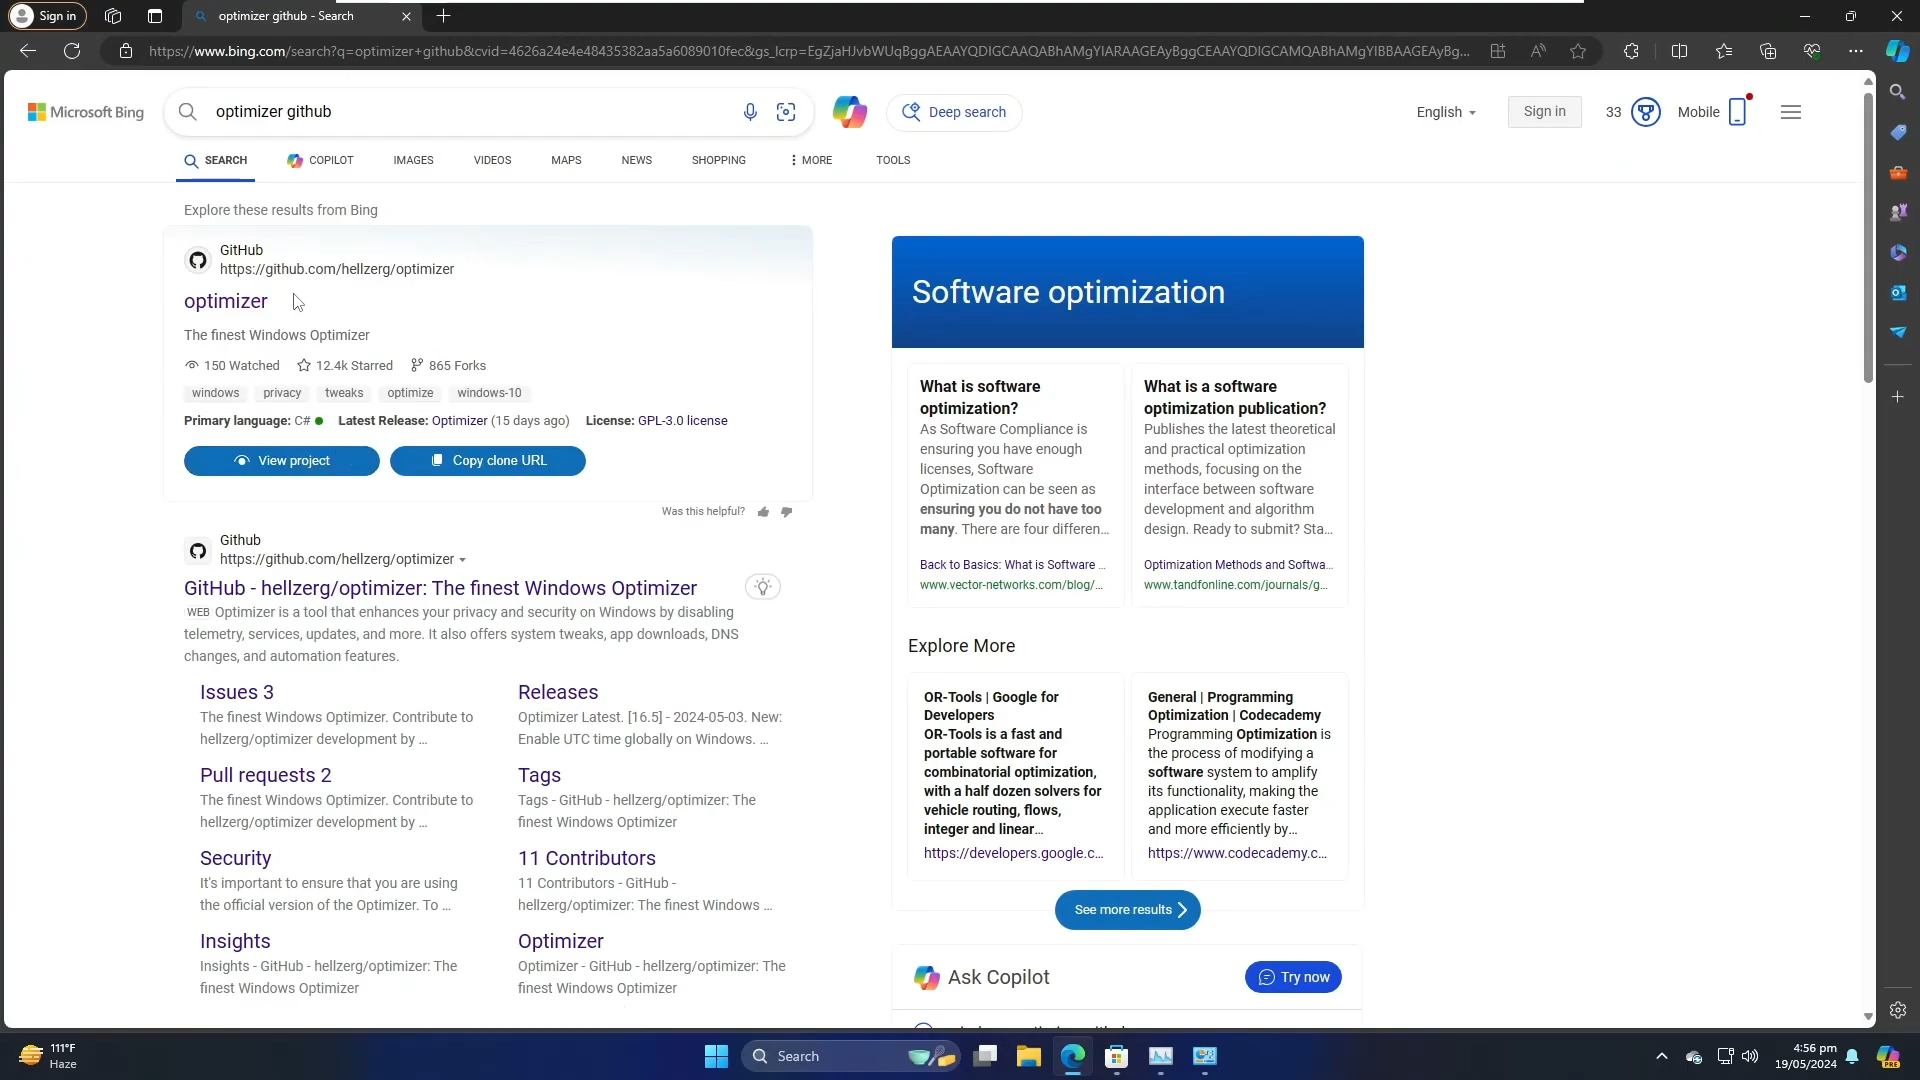 Sign in
optimizer github - Search
https://www.bing.com/search?q=optimizer+github&cvid=4626a24e4e48435382aa5a6089010fec&gs_lcrp=EgZjaHJvbWUqBggAEAAYQDIGCAAQABhAMgYIARAAGEAyBggCEAAYQDIGCAMQABhAMgYIBBAAGEAyBg...
Microsoft Bing
optimizer github
Deep search
English
Sign in
33
Mobile
SEARCH
COPILOT
IMAGES
VIDEOS
MAPS
NEWS
SHOPPING
MORE
TOOLS
Explore these results from Bing
GitHub
https://github.com/hellzerg/optimizer
optimizer
The finest Windows Optimizer
150 Watched 12.4k Starred 865 Forks
windows privacy tweaks optimize windows-10
Primary language: C# Latest Release: Optimizer (15 days ago) License: GPL-3.0 license
View project
Copy clone URL
Was this helpful?
Github
https://github.com/hellzerg/optimizer
GitHub - hellzerg/optimizer: The finest Windows Optimizer
WEB Optimizer is a tool that enhances your privacy and security on Windows by disabling
telemetry, services, updates, and more. It also offers system tweaks, app downloads, DNS
changes, and automation features.
Issues 3
The finest Windows Optimizer. Contribute to
hellzerg/optimizer development by ...
Releases
Optimizer Latest. [16.5] - 2024-05-03. New:
Enable UTC time globally on Windows. ...
Pull requests 2
The finest Windows Optimizer. Contribute to
hellzerg/optimizer development by ...
Tags
Tags - GitHub - hellzerg/optimizer: The
finest Windows Optimizer
Security
It's important to ensure that you are using
the official version of the Optimizer. To ...
11 Contributors
11 Contributors - GitHub -
hellzerg/optimizer: The finest Windows ...
Insights
Insights - GitHub - hellzerg/optimizer: The
finest Windows Optimizer
Optimizer
Optimizer - GitHub - hellzerg/optimizer: The
finest Windows Optimizer
Software optimization
What is software
optimization?
As Software Compliance is
ensuring you have enough
licenses, Software
Optimization can be seen as
ensuring you do not have too
many. There are four differen...
Back to Basics: What is Software ...
www.vector-networks.com/blog/...
What is a software
optimization publication?
Publishes the latest theoretical
and practical optimization
methods, focusing on the
interface between software
development and algorithm
design. Ready to submit? Sta...
Optimization Methods and Softwa...
www.tandfonline.com/journals/g...
Explore More
OR-Tools | Google for
Developers
OR-Tools is a fast and
portable software for
combinatorial optimization,
with a half dozen solvers for
vehicle routing, flows,
integer and linear...
https://developers.google.c...
General | Programming
Optimization | Codecademy
Programming Optimization is
the process of modifying a
software system to amplify
its functionality, making the
application execute faster
and more efficiently by...
https://www.codecademy.c...
See more results
Ask Copilot
Try now
111°F
Haze
Search
4:56 pm
19/05/2024
PRE